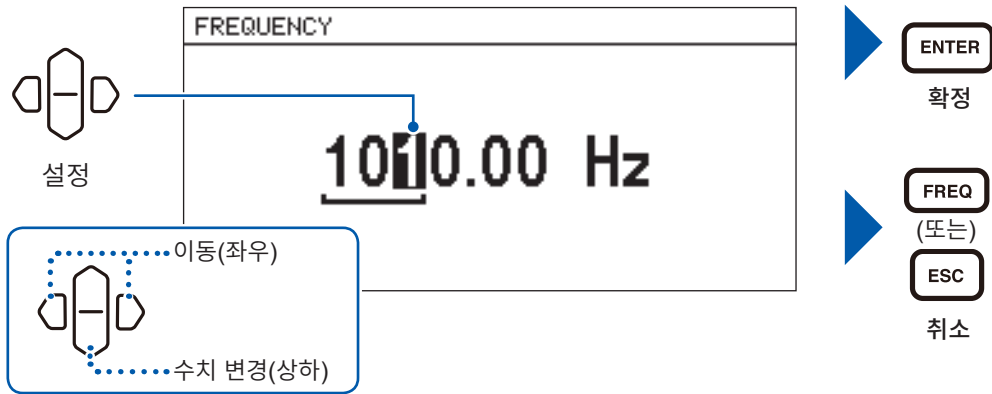 FREQUENCY
1010.00 Hz
설정
이동(좌우)
수치 변경(상하)
ENTER
확정
FREQ
(또는)
ESC
취소